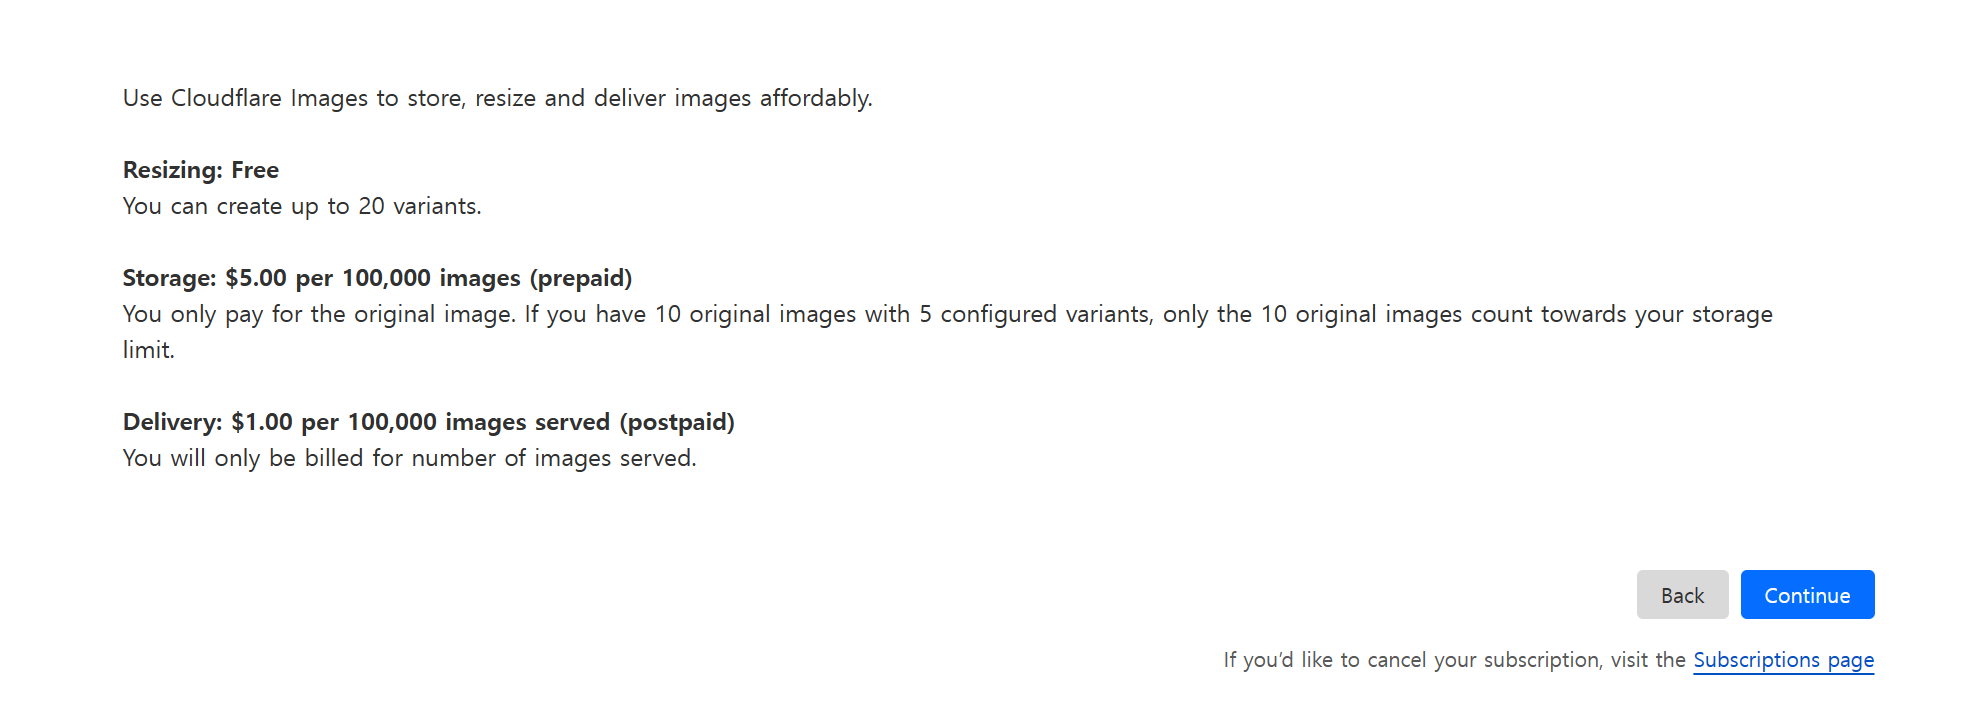 Use Cloudflare Images to store, resize and deliver images affordably.
Resizing: Free
You can create up to 20 variants.
Storage: $5.00 per 100,000 images (prepaid)
You only pay for the original image. If you have 10 original images with 5 configured variants, only the 10 original images count towards your storage
limit.
Delivery: $1.00 per 100,000 images served (postpaid)
You will only be billed for number of images served.
Back Continue
If you’d like to cancel your subscription, visit the Subscriptions page